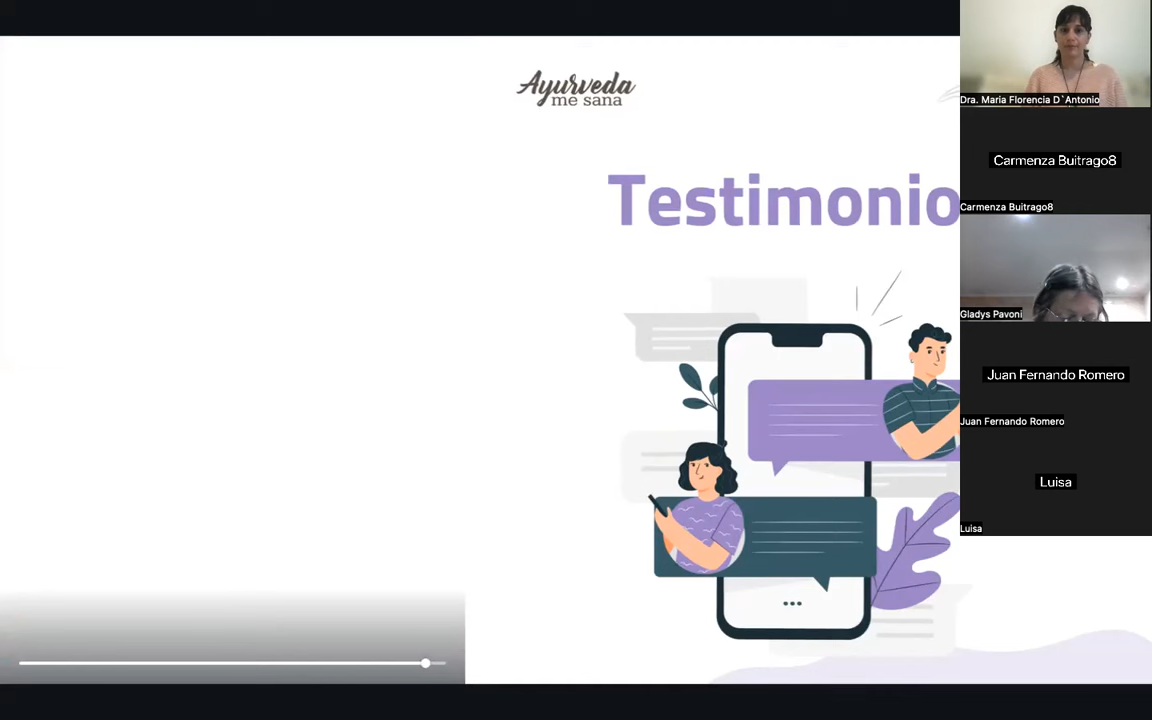 Ayurveda
me sana
Testimonio
Dra. Maria Florencia D`Antonio
Carmenza Buitrago8
Carmenza Buitrago8
Gladys Pavoni
Juan Fernando Romero
Juan Fernando Romero
Luisa
Luisa